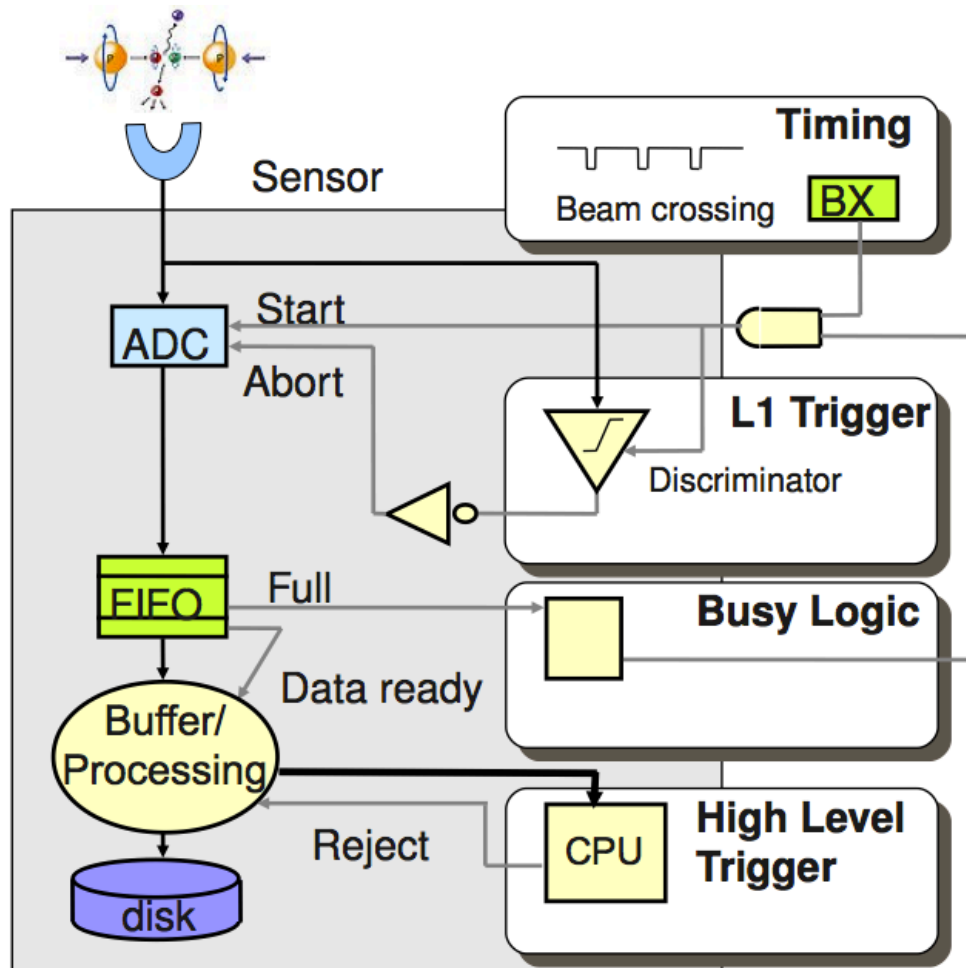 p
p
Timing
Sensor
Beam crossing
BX
Start
ADC
Abort
L1 Trigger
Discriminator
FIFO
Full
Busy Logic
Data ready
Buffer/
Processing
High Level
Trigger
CPU
Reject
disk